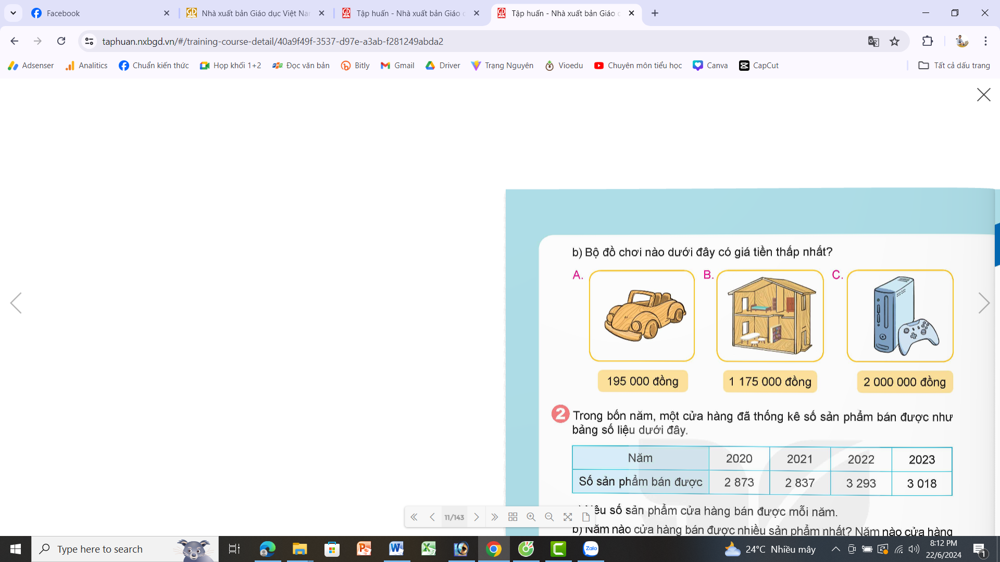 Facebook
Nhà xuất bản Giáo dục Việt Nar
Tập huấn - Nhà xuất bản Giáo c
Tập huấn - Nhà xuất bản Giáo c
taphuan.nxbgd.vn/#/training-course-detail/40a9f49f-3537-d97e-a3ab-f281249abda2
Adsenser Analitics Chuẩn kiến thức Họp khối 1+2 Đọc văn bản Bitly Gmail Driver Trạng Nguyên Vioedu Chuyên môn tiểu học Canva CapCut Tất cả dấu trang
b) Bộ đồ chơi nào dưới đây có giá tiền thấp nhất?
A. B. C.
195 000 đồng 1 175 000 đồng 2 000 000 đồng
2 Trong bốn năm, một cửa hàng đã thống kê số sản phẩm bán được như
bảng số liệu dưới đây.
Năm 2020 2021 2022 2023
Số sản phẩm bán được 2 873 2 837 3 293 3 018
số sản phẩm cửa hàng bán được mỗi năm.
b) Năm nào cửa hàng bán được nhiều sản phẩm nhất? Năm nào cửa hàng
11/143
Type here to search
Zalo
24°C Nhiều mây
8:12 PM
22/6/2024
1